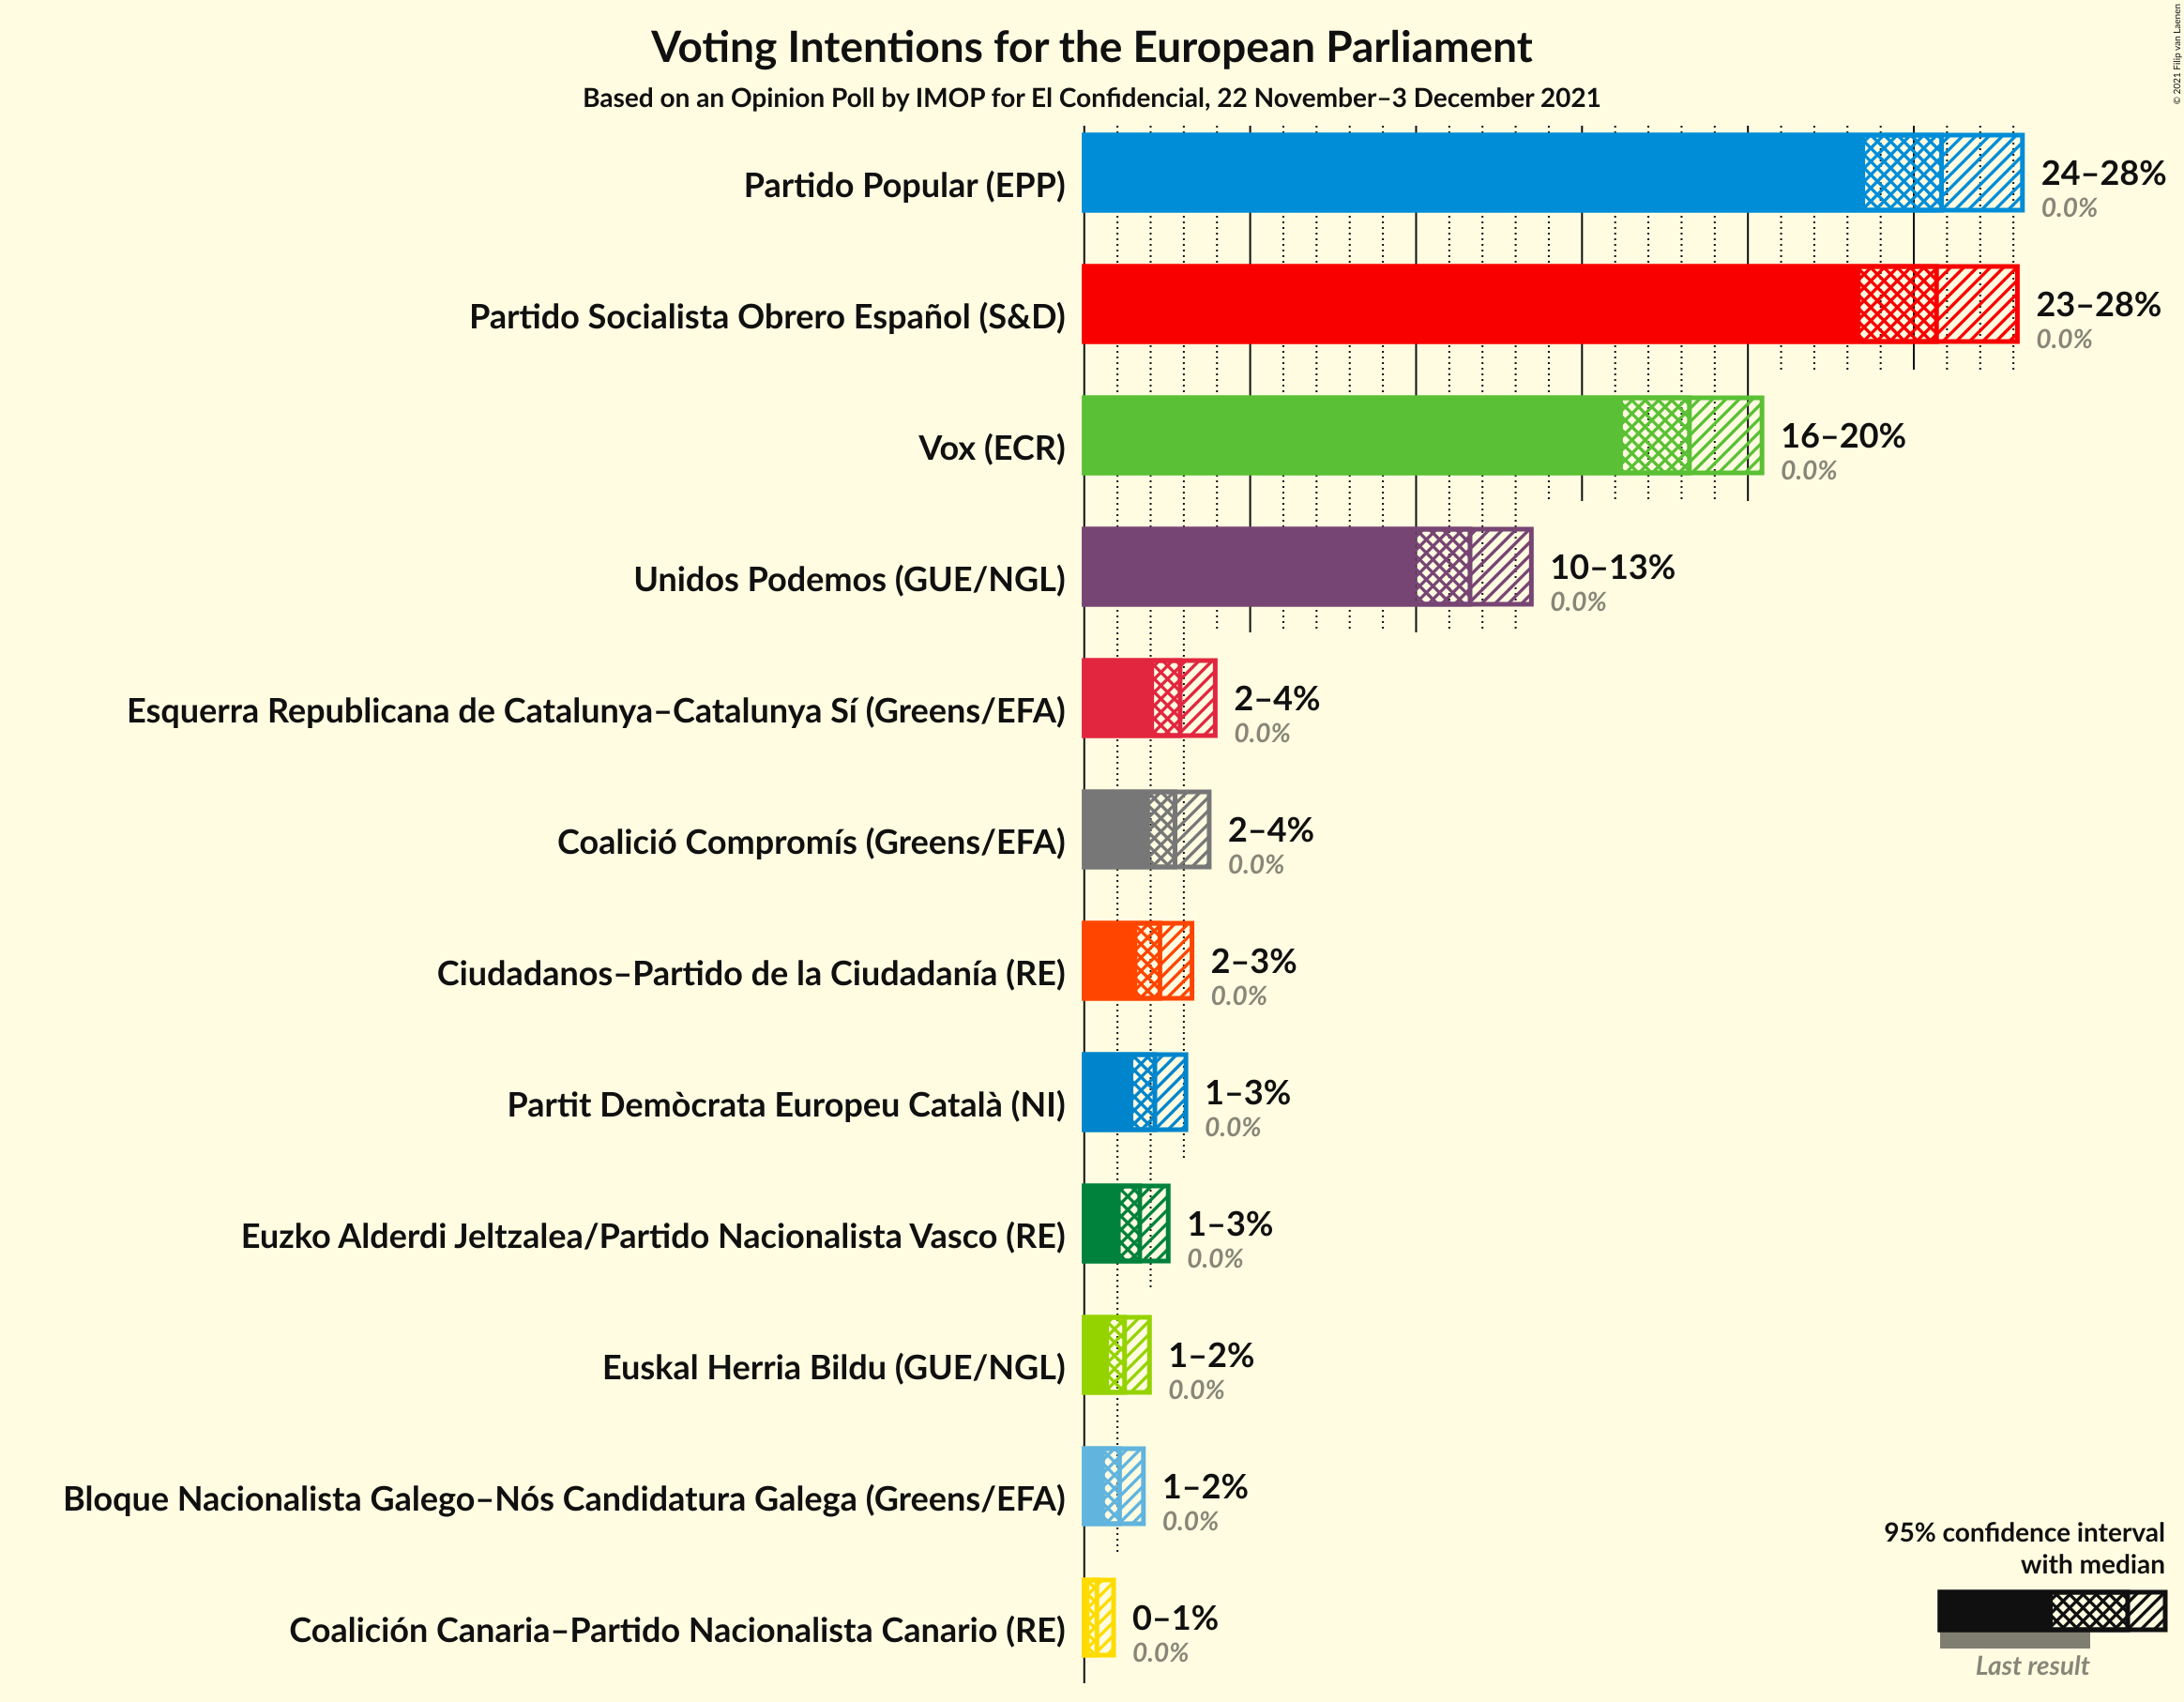 Voting Intentions for the European Parliament
Based on an Opinion Poll by IMOP for El Confidencial, 22 November–3 December 2021
© 2021 Filip van Laenen
Partido Popular (EPP)
24–28%
0.0%
Partido Socialista Obrero Español (S&D)
23–28%
0.0%
Vox (ECR)
16–20%
0.0%
Unidos Podemos (GUE/NGL)
10–13%
0.0%
Esquerra Republicana de Catalunya–Catalunya Sí (Greens/EFA)
2–4%
0.0%
Coalició Compromís (Greens/EFA)
2–4%
0.0%
Ciudadanos–Partido de la Ciudadanía (RE)
2–3%
0.0%
Partit Demòcrata Europeu Català (NI)
1–3%
0.0%
Euzko Alderdi Jeltzalea/Partido Nacionalista Vasco (RE)
1–3%
0.0%
Euskal Herria Bildu (GUE/NGL)
1–2%
0.0%
Bloque Nacionalista Galego–Nós Candidatura Galega (Greens/EFA)
1–2%
0.0%
Coalición Canaria–Partido Nacionalista Canario (RE)
0–1%
0.0%
95% confidence interval
with median
Last result